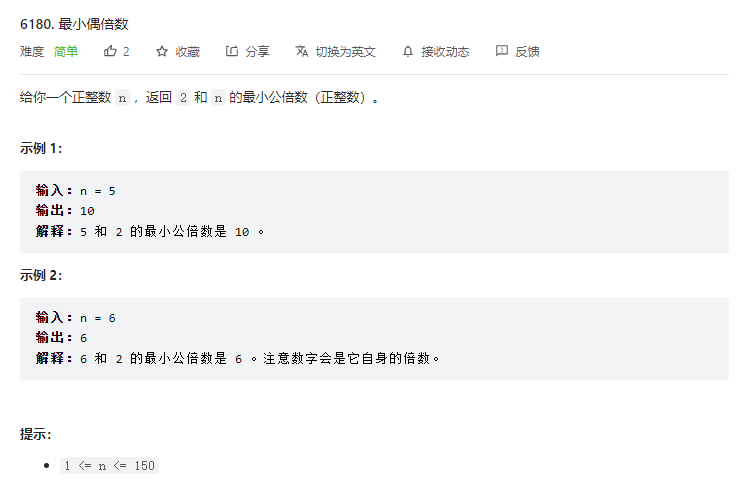 6180. 最小偶倍数
难度 简单 2 收藏 分享 切换为英文 接收动态 反馈
给你一个正整数 n ，返回 2 和 n 的最小公倍数（正整数）。
示例 1：
输入：n = 5
输出：10
解释：5 和 2 的最小公倍数是 10 。
示例 2：
输入：n = 6
输出：6
解释：6 和 2 的最小公倍数是 6 。注意数字会是它自身的倍数。
提示：
1 <= n <= 150